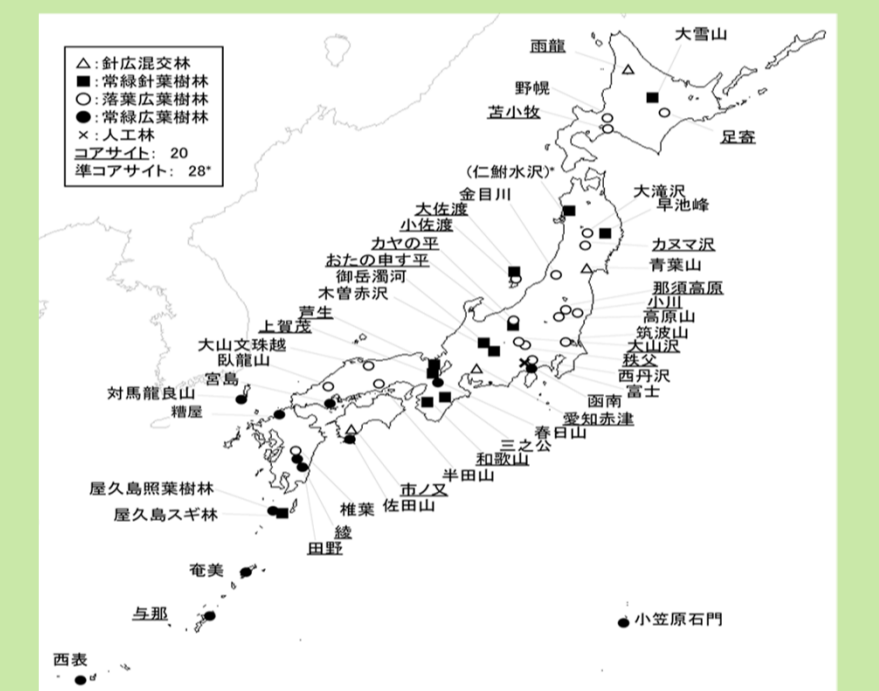 △：針広混交林
■：常緑針葉樹林
○：落葉広葉樹林
●：常緑広葉樹林
×：人工林
コアサイト： 20
準コアサイト： 28*
大雪山
雨龍
野幌
苫小牧
足寄
(仁鮒水沢)*
金目川
大滝沢
早池峰
大佐渡
小佐渡
カヤの平
カヌマ沢
おたの申す平
青葉山
御岳濁河
木曽赤沢
那須高原
小川
芦生
高原山
上賀茂
筑波山
大山文珠越
大山沢
臥龍山
秩父
宮島
西丹沢
対馬龍良山
富士
糟屋
函南
愛知赤津
春日山
三之公
和歌山
半田山
市ノ又
佐田山
屋久島照葉樹林
屋久島スギ林
椎葉
綾
田野
奄美
与那
小笠原石門
西表